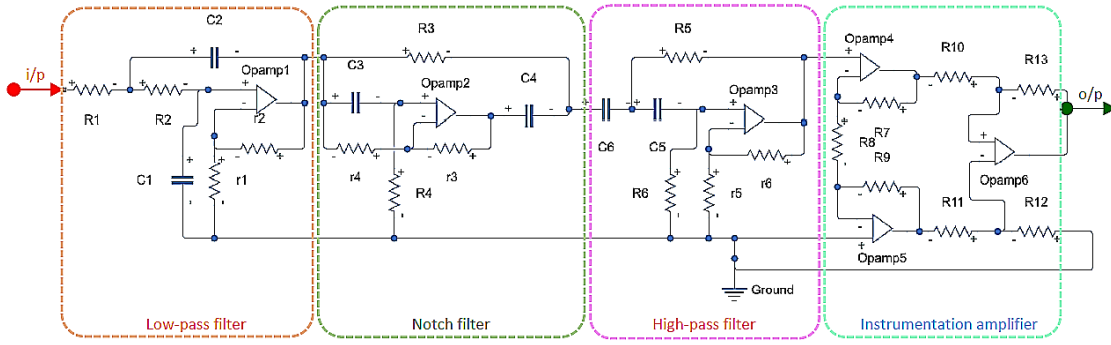 C2
R3
R5
Opamp4
i/p
Opamp1
C3
Opamp2
C4
Opamp3
R10
R13
o/p
R1
R2
r2
C6
C5
R7
R8
R9
Opamp6
C1
r1
r4
R4
r3
R6
r5
r6
R11
R12
Opamp5
Ground
Low-pass filter
Notch filter
High-pass filter
Instrumentation amplifier